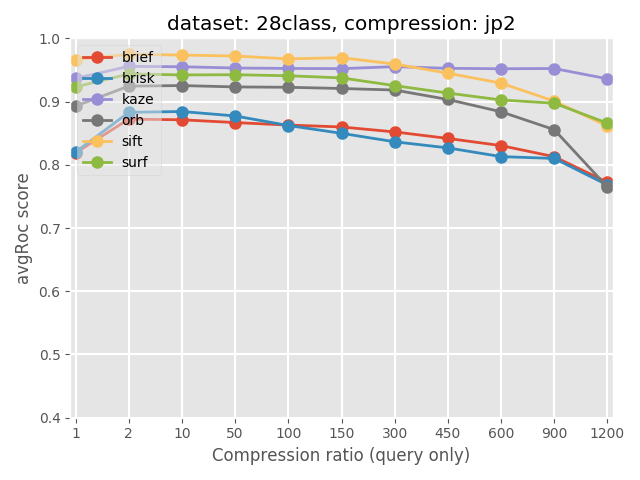 dataset: 28class, compression: jp2
1.0
0.9
0.8
0.7
0.6
0.5
0.4
avgRoc score
brief
brisk
kaze
orb
sift
surf
1 2 10 50 100 150 300 450 600 900 1200
Compression ratio (query only)